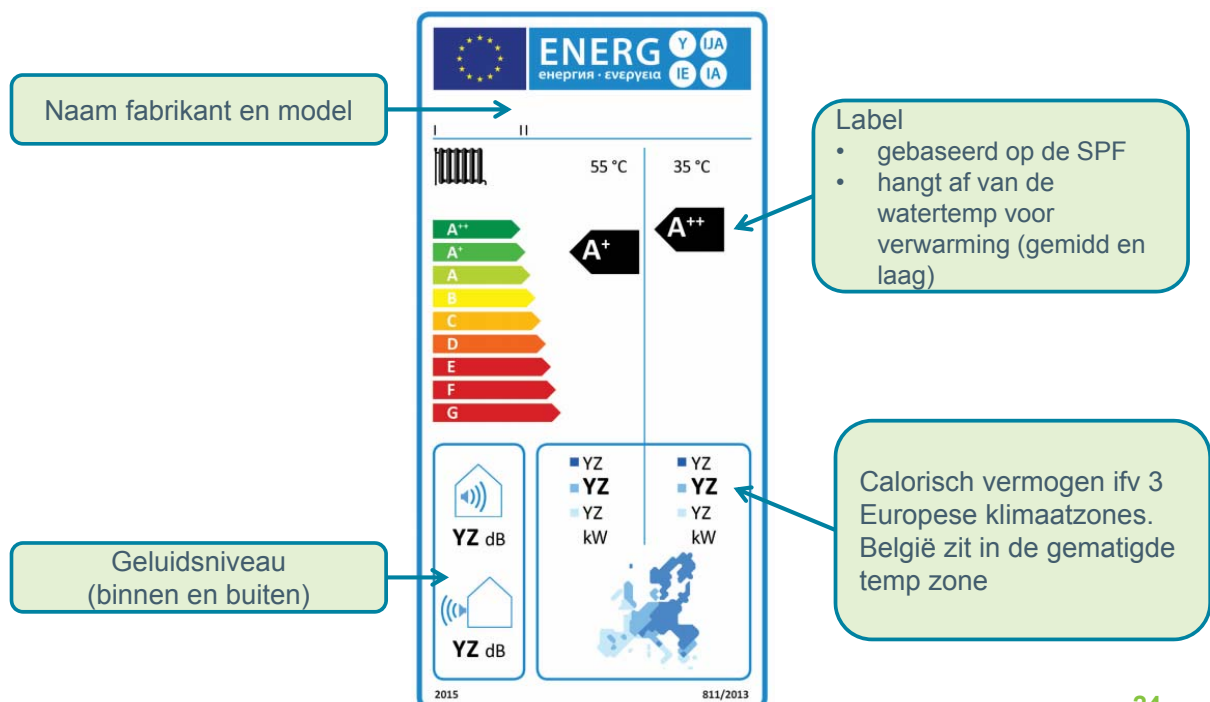 ENERG Y IJA
енергия · ενεργεια IE IA
Naam fabrikant en model
I II
55 °C 35 °C
Label
• gebaseerd op de SPF
• hangt af van de
watertemp voor
verwarming (gemidd en
laag)
A++
A+
A
B
C
D
E
F
G
A+
A++
YZ dB
YZ dB
YZ
YZ
YZ
kW
YZ
YZ
YZ
kW
Geluidsniveau
(binnen en buiten)
Calorisch vermogen ifv 3
Europese klimaatzones.
België zit in de gematigde
temp zone
2015 811/2013